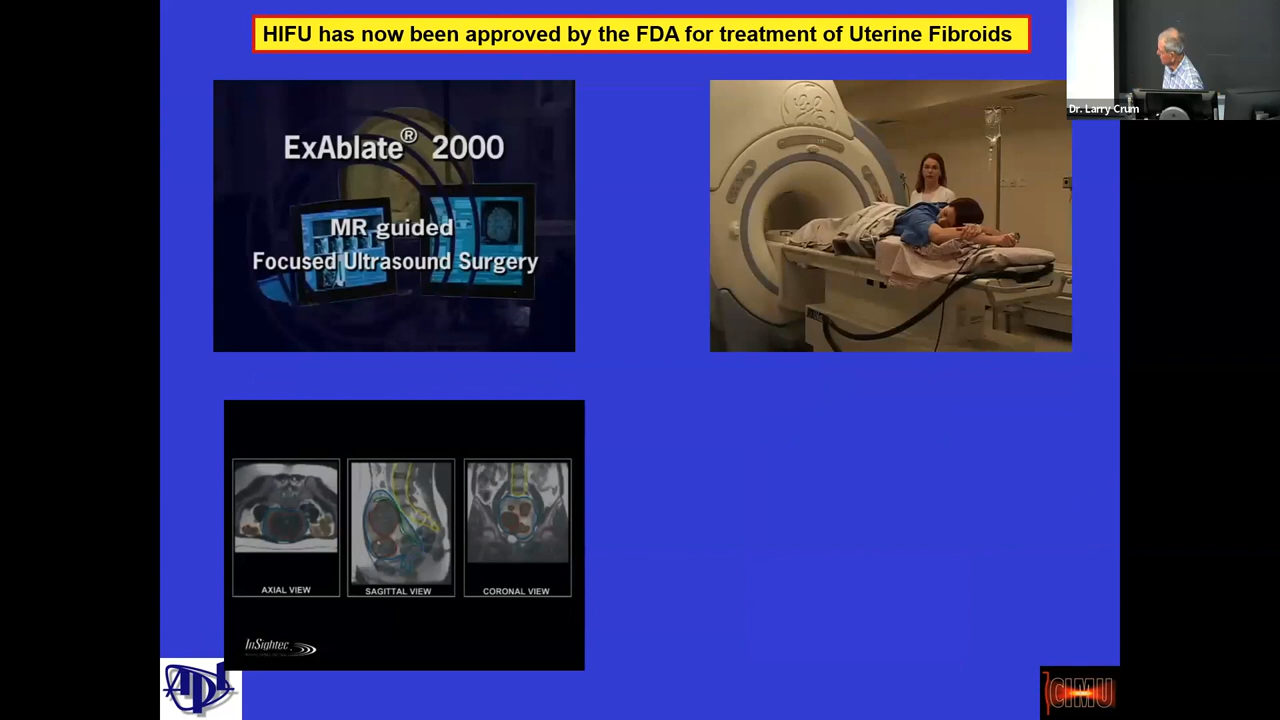 HIFU has now been approved by the FDA for treatment of Uterine Fibroids
Dr. Larry Crum
ExAblate® 2000
MR guided
Focused Ultrasound Surgery
AXIAL VIEW
SAGITTAL VIEW
CORONAL VIEW
InSightec
APL
CIMU